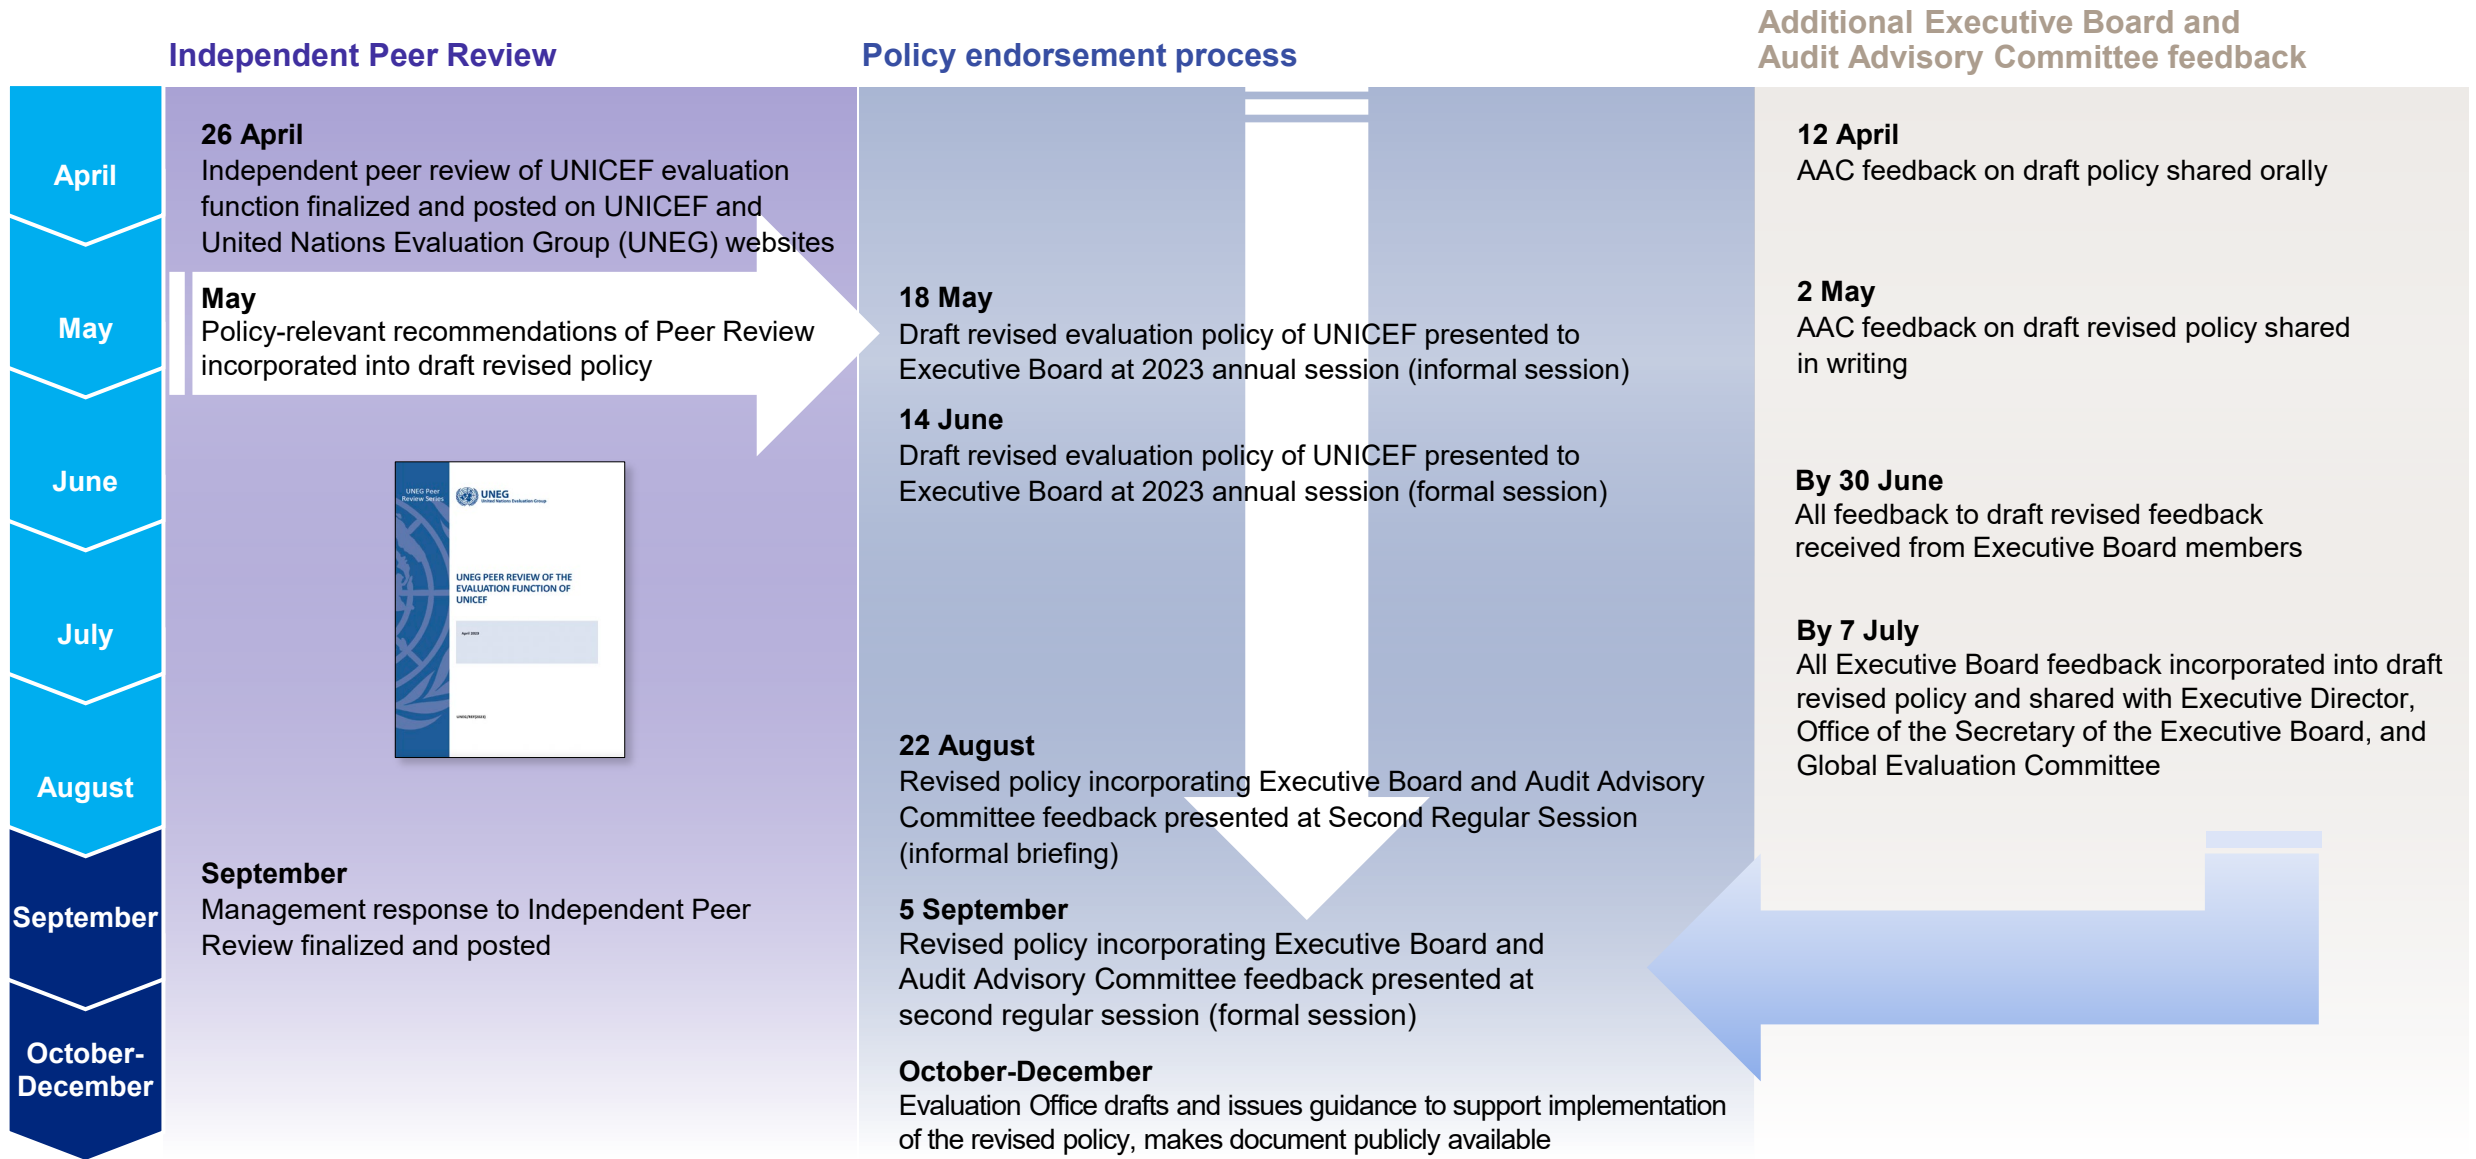 Independent Peer Review
Policy endorsement process
Additional Executive Board and
Audit Advisory Committee feedback
April
May
June
July
August
September
October-
December
26 April
Independent peer review of UNICEF evaluation
function finalized and posted on UNICEF and
United Nations Evaluation Group (UNEG) websites
May
Policy-relevant recommendations of Peer Review
incorporated into draft revised policy
UNEG Peer
Review Series
UNEG
United Nations Evaluation Group
UNEG PEER REVIEW OF THE
EVALUATION FUNCTION OF
UNICEF
April 2023
September
Management response to Independent Peer
Review finalized and posted
18 May
Draft revised evaluation policy of UNICEF presented to
Executive Board at 2023 annual session (informal session)
14 June
Draft revised evaluation policy of UNICEF presented to
Executive Board at 2023 annual session (formal session)
22 August
Revised policy incorporating Executive Board and Audit Advisory
Committee feedback presented at Second Regular Session
(informal briefing)
5 September
Revised policy incorporating Executive Board and
Audit Advisory Committee feedback presented at
second regular session (formal session)
October-December
Evaluation Office drafts and issues guidance to support implementation
of the revised policy, makes document publicly available
12 April
AAC feedback on draft policy shared orally
2 May
AAC feedback on draft revised policy shared
in writing
By 30 June
All feedback to draft revised feedback
received from Executive Board members
By 7 July
All Executive Board feedback incorporated into draft
revised policy and shared with Executive Director,
Office of the Secretary of the Executive Board, and
Global Evaluation Committee